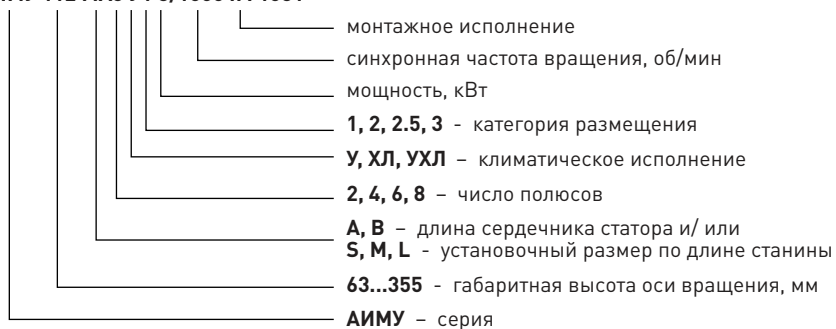 монтажное исполнение
синхронная частота вращения, об/мин
мощность, кВт
1, 2, 2.5, 3 - категория размещения
У, ХЛ, УХЛ – климатическое исполнение
2, 4, 6, 8 – число полюсов
А, В – длина сердечника статора и/ или
S, M, L - установочный размер по длине станины
63...355 - габаритная высота оси вращения, мм
АИМУ – серия